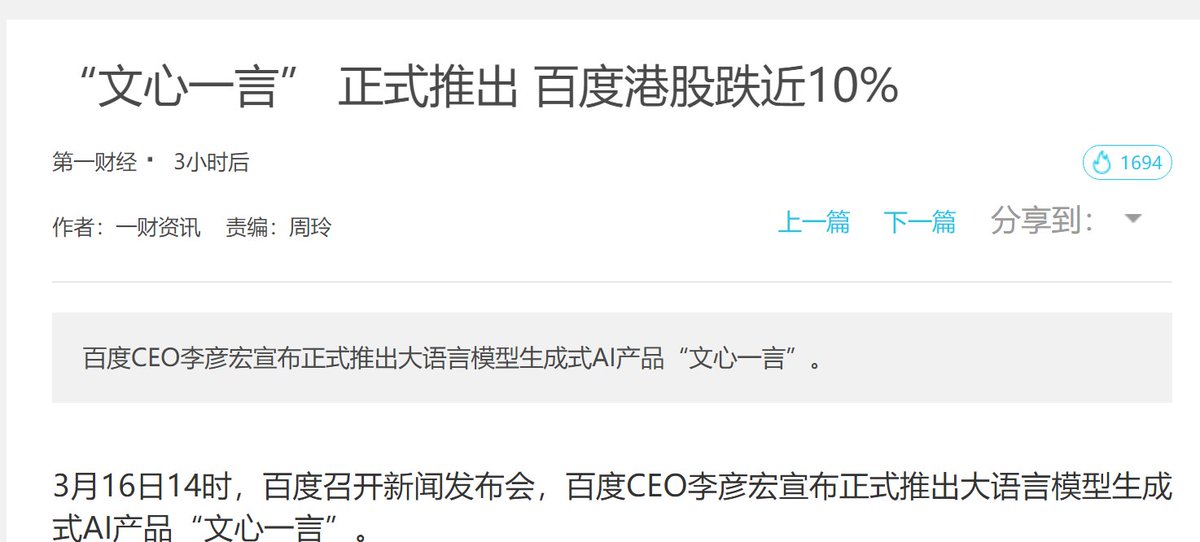 “文心一言” 正式推出 百度港股跌近10%
第一财经 · 3小时后
1694
作者：一财资讯 责编：周玲
上一篇 下一篇 分享到：
百度CEO李彦宏宣布正式推出大语言模型生成式AI产品“文心一言”。
3月16日14时，百度召开新闻发布会，百度CEO李彦宏宣布正式推出大语言模型生成
式AI产品“文心一言”。